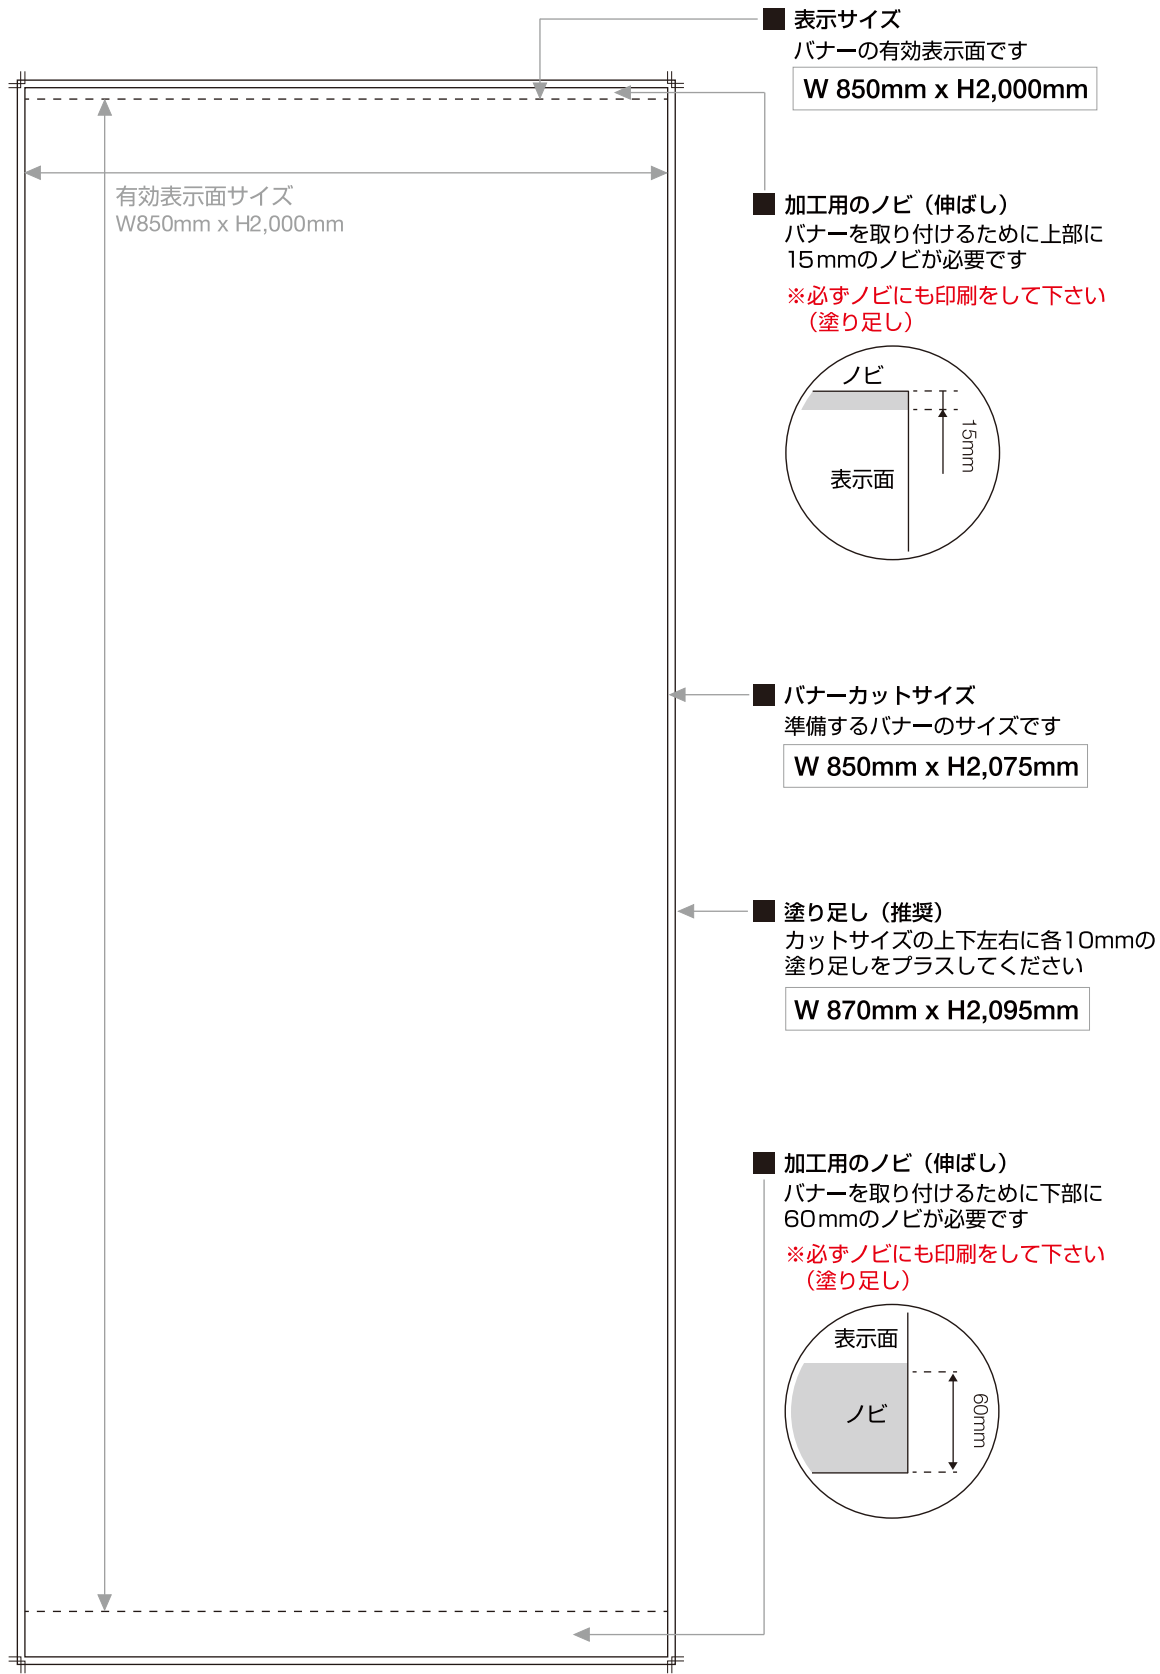 表示サイズ
バナーの有効表示面です
W 850mm x H2,000mm
有効表示面サイズ
W850mm x H2,000mm
加工用のノビ（伸ばし）
バナーを取り付けるために上部に
15mmのノビが必要です
※必ずノビにも印刷をして下さい
（塗り足し）
ノビ
15mm
表示面
バナーカットサイズ
準備するバナーのサイズです
W 850mm x H2,075mm
塗り足し（推奨）
カットサイズの上下左右に各10mmの
塗り足しをプラスしてください
W 870mm x H2,095mm
加工用のノビ（伸ばし）
バナーを取り付けるために下部に
60mmのノビが必要です
※必ずノビにも印刷をして下さい
（塗り足し）
表示面
ノビ
60mm